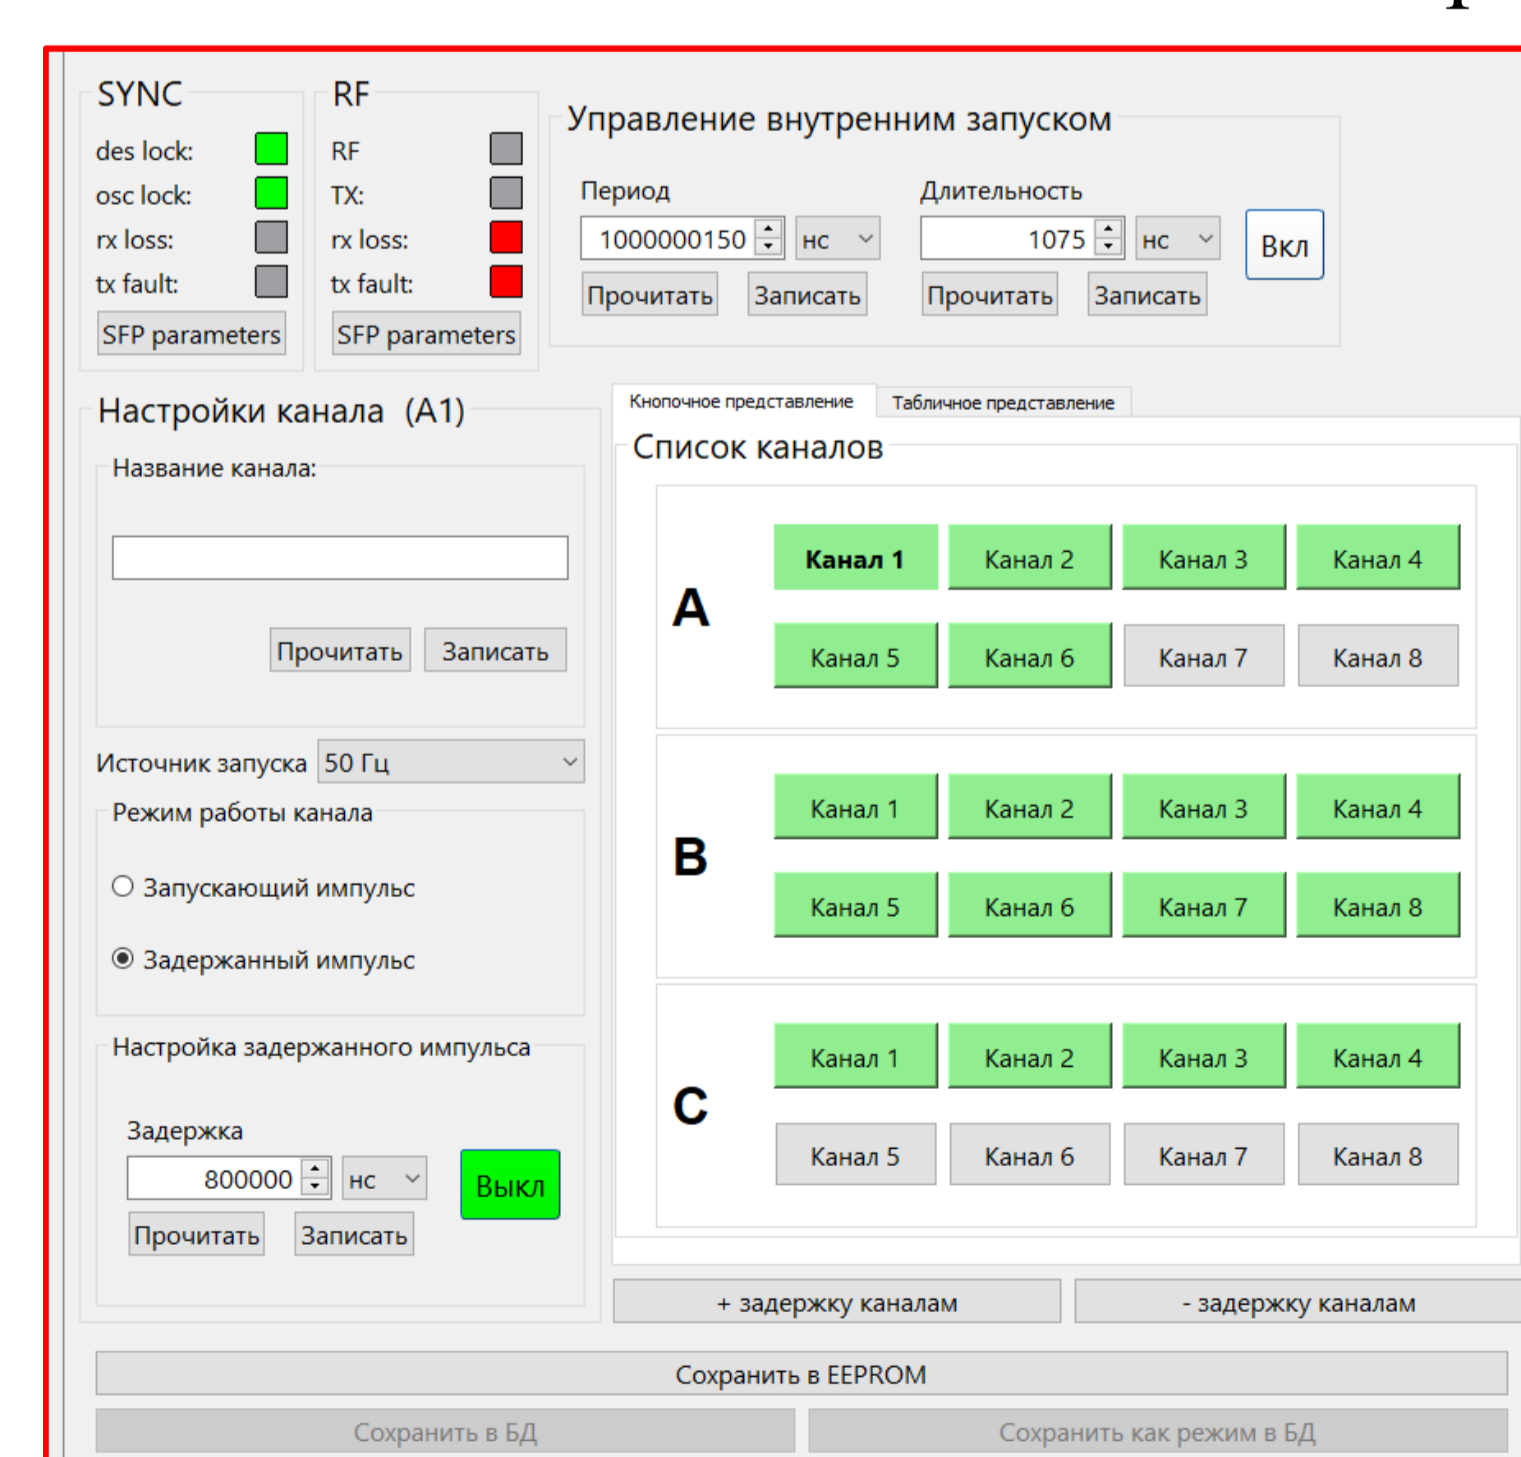 SYNC
des lock:
osc lock:
rx loss:
tx fault:
SFP parameters
RF
RF
TX:
rx loss:
tx fault:
SFP parameters
Управление внутренним запуском
Период
Длительность
1000000150 нс
1075 нс
Вкл
Прочитать Записать
Прочитать Записать
Настройки канала (A1)
Название канала:
Прочитать Записать
Источник запуска 50 Гц
Режим работы канала
Запускающий импульс
Задержанный импульс
Настройка задержанного импульса
Задержка
800000 нс
Выкл
Прочитать Записать
Кнопочное представление Табличное представление
Список каналов
A
Канал 1 Канал 2 Канал 3 Канал 4
Канал 5 Канал 6 Канал 7 Канал 8
B
Канал 1 Канал 2 Канал 3 Канал 4
Канал 5 Канал 6 Канал 7 Канал 8
C
Канал 1 Канал 2 Канал 3 Канал 4
Канал 5 Канал 6 Канал 7 Канал 8
+ задержку каналам - задержку каналам
Сохранить в EEPROM
Сохранить в БД Сохранить как режим в БД